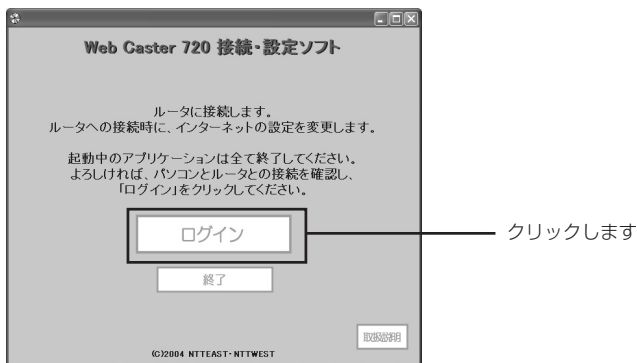 Web Caster 720 接続・設定ソフト
ルータに接続します。
ルータへの接続時に、インターネットの設定を変更します。
起動中のアプリケーションは全て終了してください。
よろしければ、パソコンとルータとの接続を確認し、
「ログイン」をクリックしてください。
ログイン
クリックします
終了
取扱説明
(C)2004 NTTEAST・NTTWEST